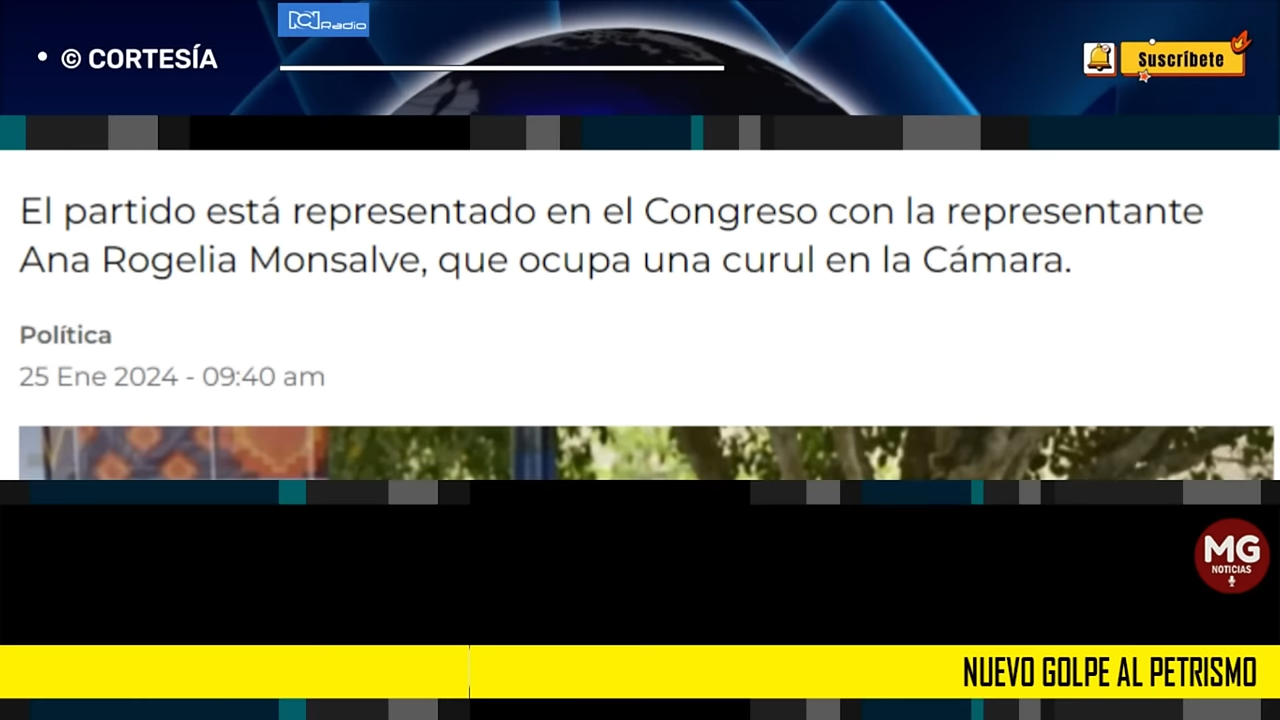 RCN Radio
• © CORTESÍA
Suscríbete
El partido está representado en el Congreso con la representante
Ana Rogelia Monsalve, que ocupa una curul en la Cámara.
Política
25 Ene 2024 - 09:40 am
MG
NOTICIAS
NUEVO GOLPE AL PETRISMO